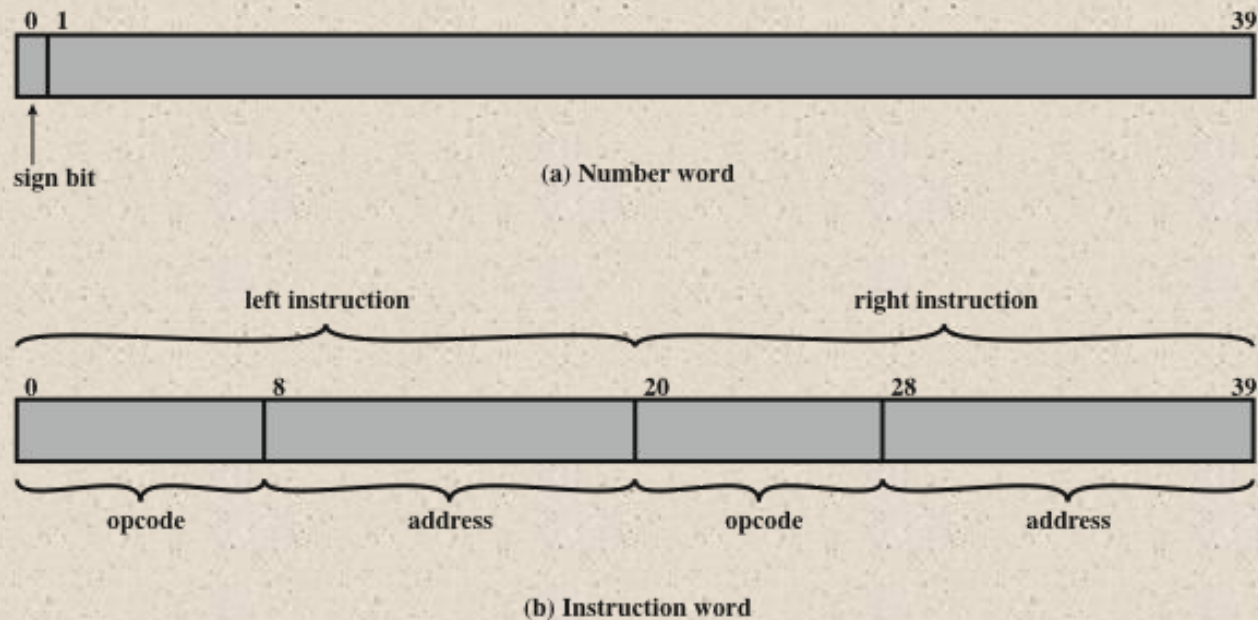 0 1 39
sign bit
(a) Number word
left instruction right instruction
0 8 20 28 39
opcode address opcode address
(b) Instruction word